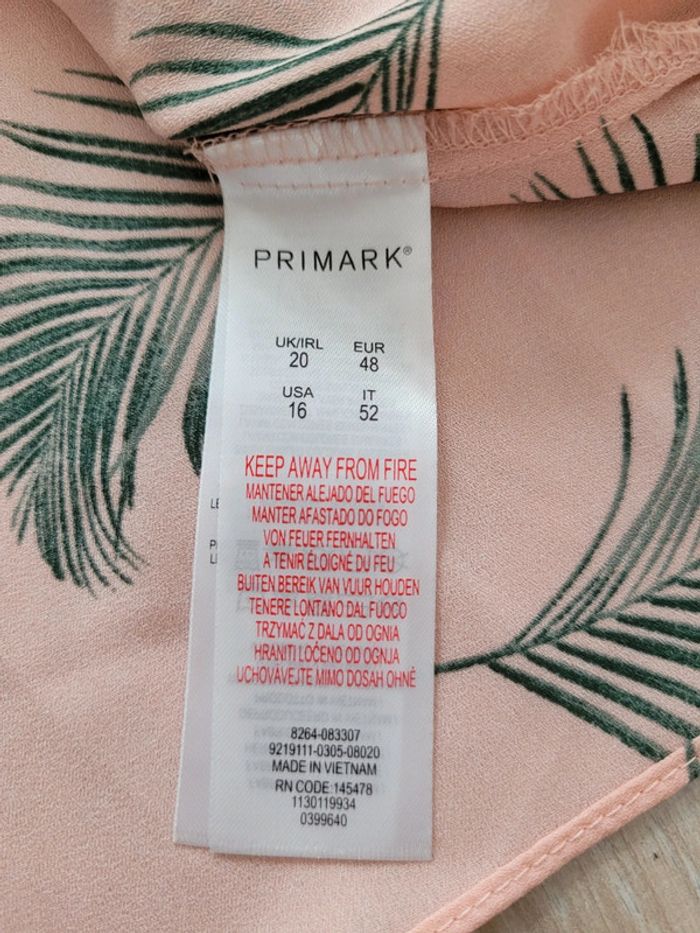 PRIMARK®
UK/IRL EUR
20 48
USA IT
16 52
KEEP AWAY FROM FIRE
MANTENER ALEJADO DEL FUEGO
MANTER AFASTADO DO FOGO
VON FEUER FERNHALTEN
A TENIR ÉLOIGNÉ DU FEU
BUITEN BEREIK VAN VUUR HOUDEN
TENERE LONTANO DAL FUOCO
TRZYMAĆ Z DALA OD OGNIA
HRANITI LOČENO OD OGNJA
UCHOVÁVEJTE MIMO DOSAH OHNĚ
8264-083307
9219111-0305-08020
MADE IN VIETNAM
RN CODE:145478
1130119934
0399640